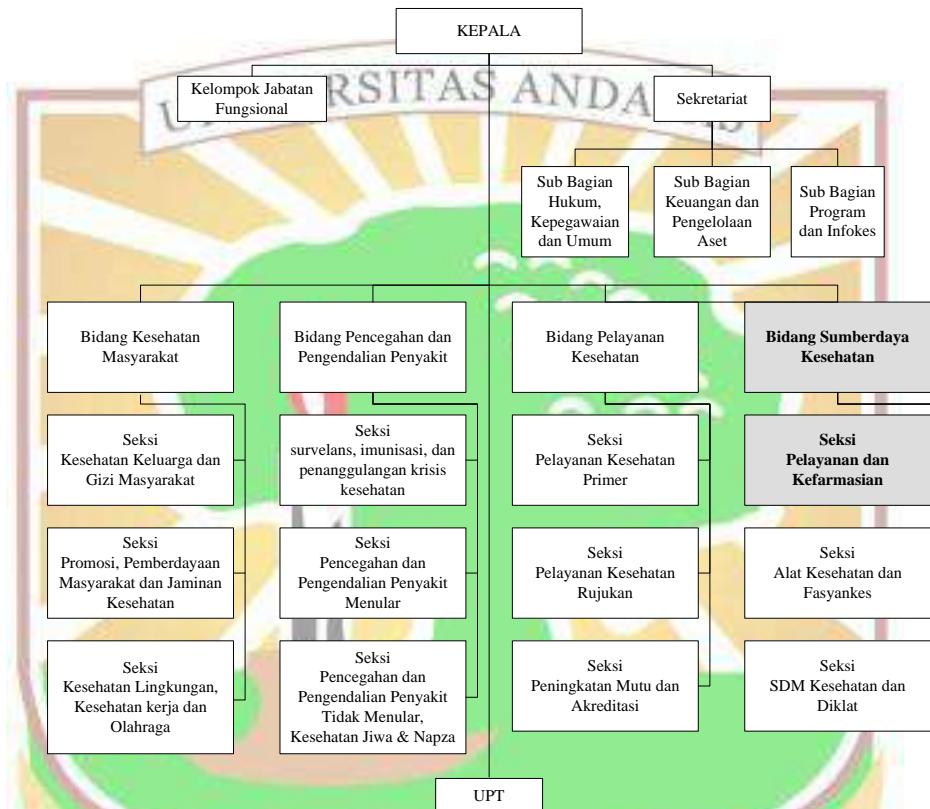 KEPALA
UNIVERSITAS ANDALAS
Kelompok Jabatan
Fungsional
Sekretariat
Sub Bagian
Hukum,
Kepegawaian
dan Umum
Sub Bagian
Keuangan dan
Pengelolaan
Aset
Sub Bagian
Program
dan Infokes
Bidang Kesehatan
Masyarakat
Bidang Pencegahan dan
Pengendalian Penyakit
Bidang Pelayanan
Kesehatan
Bidang Sumberdaya
Kesehatan
Seksi
Kesehatan Keluarga dan
Gizi Masyarakat
Seksi
survelans, imunisasi, dan
penanggulangan krisis
kesehatan
Seksi
Pelayanan Kesehatan
Primer
Seksi
Pelayanan dan
Kefarmasian
Seksi
Promosi, Pemberdayaan
Masyarakat dan Jaminan
Kesehatan
Seksi
Pencegahan dan
Pengendalian Penyakit
Menular
Seksi
Pelayanan Kesehatan
Rujukan
Seksi
Alat Kesehatan dan
Fasyankes
Seksi
Kesehatan Lingkungan,
Kesehatan kerja dan
Olahraga
Seksi
Pencegahan dan
Pengendalian Penyakit
Tidak Menular,
Kesehatan Jiwa & Napza
Seksi
Peningkatan Mutu dan
Akreditasi
Seksi
SDM Kesehatan dan
Diklat
UPT